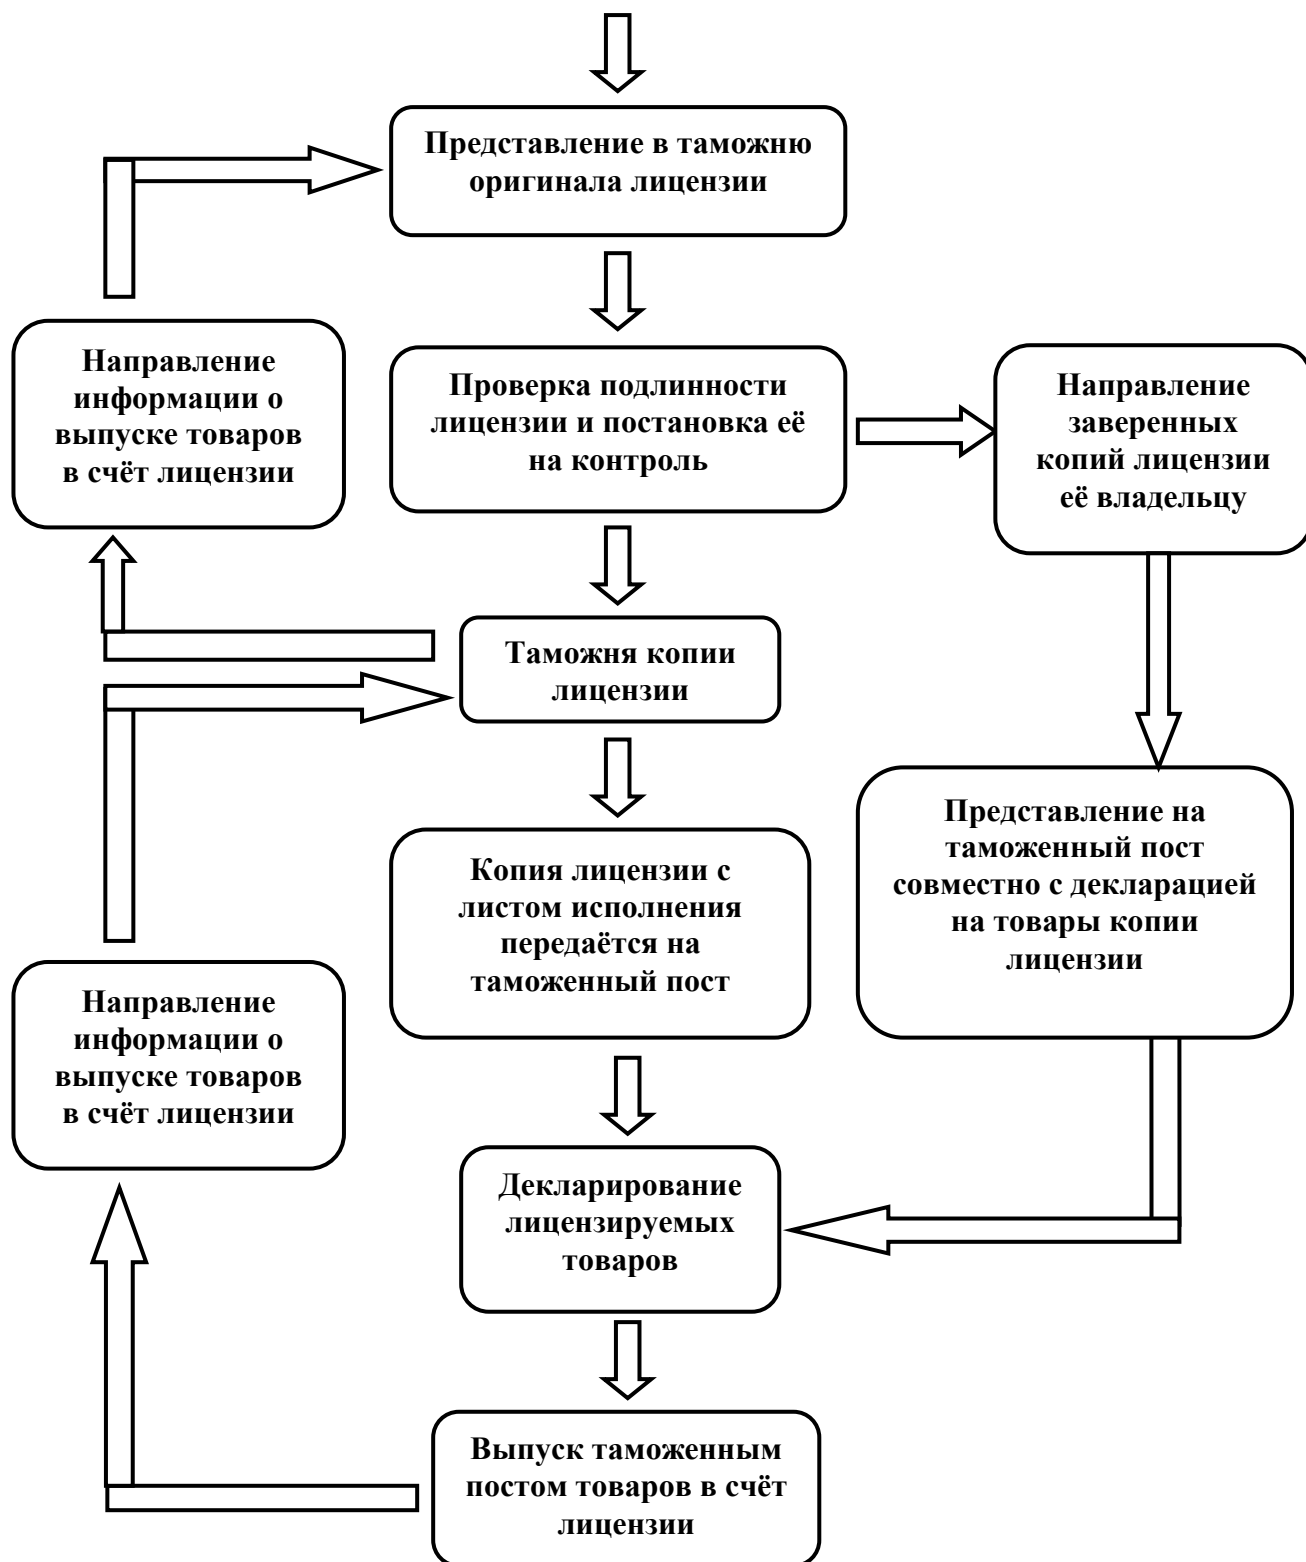 Представление в таможню
оригинала лицензии
Направление
информации о
выпуске товаров
в счёт лицензии
Проверка подлинности
лицензии и постановка её
на контроль
Направление
заверенных
копий лицензии
её владельцу
Таможня копии
лицензии
Копия лицензии с
листом исполнения
передаётся на
таможенный пост
Представление на
таможенный пост
совместно с декларацией
на товары копии
лицензии
Направление
информации о
выпуске товаров
в счёт лицензии
Декларирование
лицензируемых
товаров
Выпуск таможенным
постом товаров в счёт
лицензии